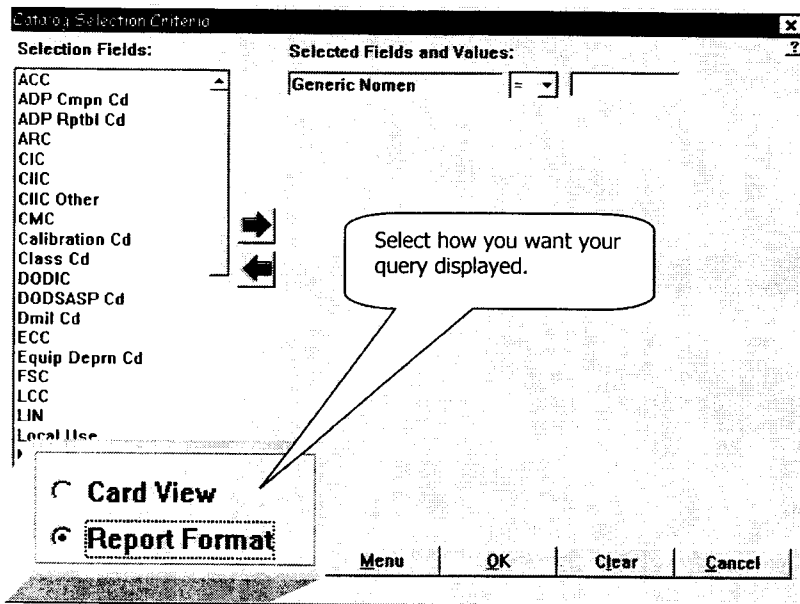 Catalog Selection Criteria
x
?
Selection Fields:
Selected Fields and Values:
ACC
ADP Cmpn Cd
ADP Rptbl Cd
ARC
CIC
CIIC
CIIC Other
CMC
Calibration Cd
Class Cd
DODIC
DODSASP Cd
Dmil Cd
ECC
Equip Deprn Cd
FSC
LCC
LIN
Local Use
Generic Nomen =
Select how you want your
query displayed.
Card View
Report Format
Menu OK Clear Cancel